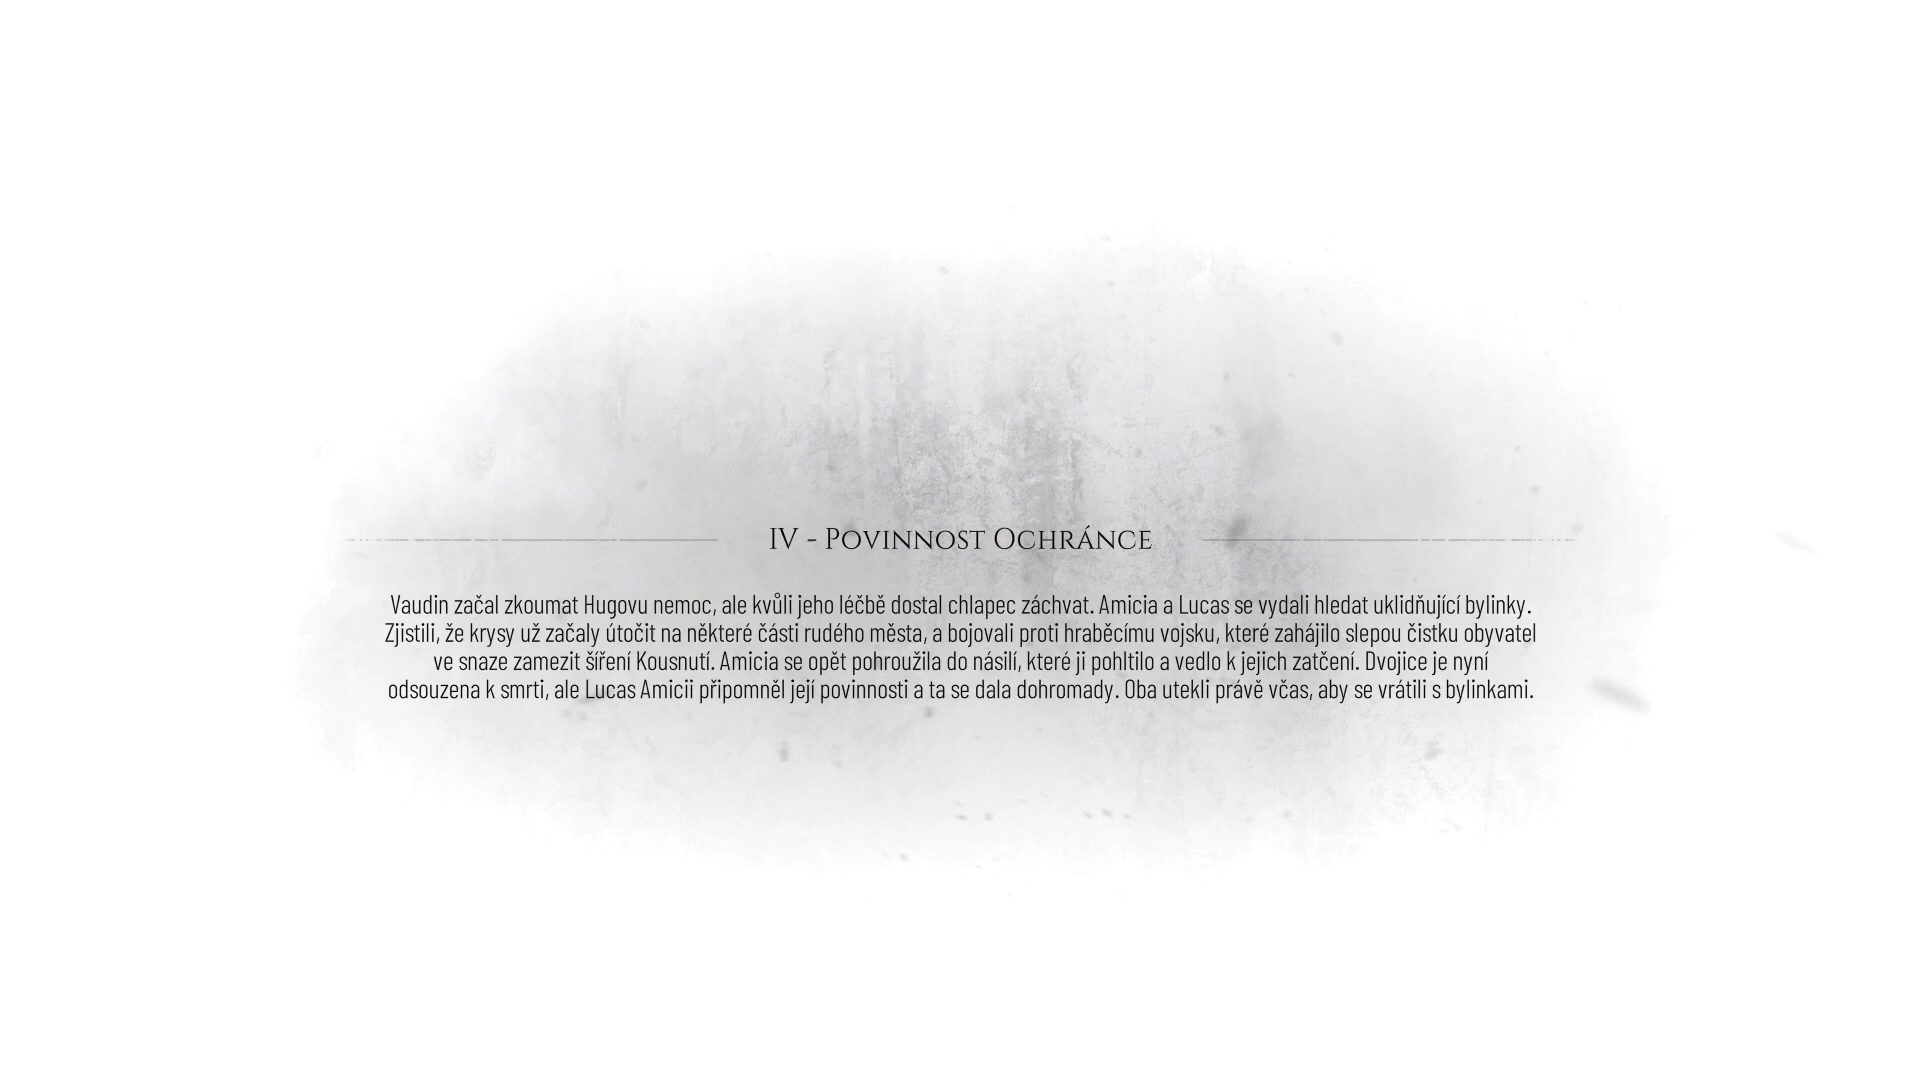 IV - Povinnost Ochránce
Vaudin začal zkoumat Hugovu nemoc, ale kvůli jeho léčbě dostal chlapec záchvat. Amicia a Lucas se vydali hledat uklidňující bylinky.
Zjistili, že krysy už začaly útočit na některé části rudého města, a bojovali proti hraběcímu vojsku, které zahájilo slepou čistku obyvatel
ve snaze zamezit šíření Kousnutí. Amicia se opět pohroužila do násilí, které ji pohltilo a vedlo k jejich zatčení. Dvojice je nyní
odsouzena k smrti, ale Lucas Amicii připomněl její povinnosti a ta se dala dohromady. Oba utekli právě včas, aby se vrátili s bylinkami.